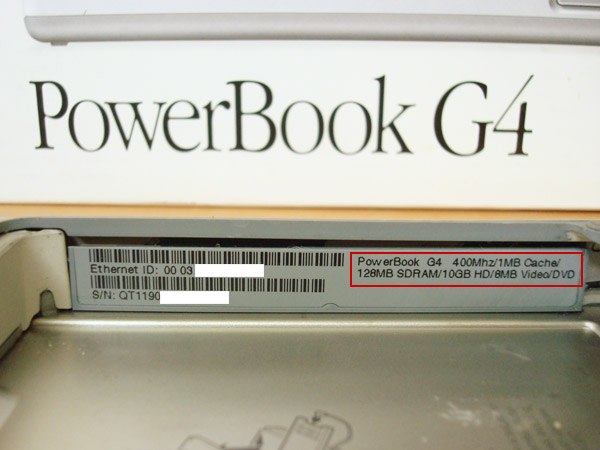 PowerBook G4
PowerBook G4 400Mhz/1MB Cache/
128MB SDRAM/10GB HD/8MB Video/DVD
Ethernet ID: 00 03
S/N: QT1190